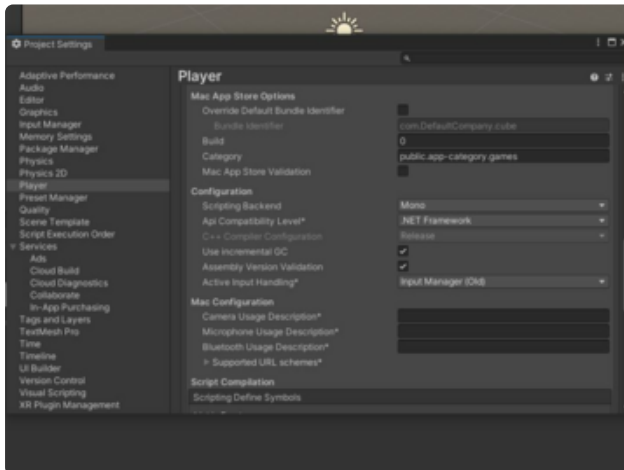 Project Settings
Adaptive Performance
Audio
Editor
Graphics
Input Manager
Memory Settings
Package Manager
Physics
Physics 2D
Player
Preset Manager
Quality
Scene Template
Script Execution Order
Services
Ads
Cloud Build
Cloud Diagnostics
Collaborate
In-App Purchasing
Tags and Layers
TextMesh Pro
Time
Timeline
UI Builder
Version Control
Visual Scripting
XR Plugin Management
Player
Mac App Store Options
Override Default Bundle Identifier
Bundle Identifier com.DefaultCompany.cube
Build 0
Category public.app-category.games
Mac App Store Validation
Configuration
Scripting Backend Mono
Api Compatibility Level* .NET Framework
C++ Compiler Configuration Release
Use incremental GC
Assembly Version Validation
Active Input Handling* Input Manager (Old)
Mac Configuration
Camera Usage Description*
Microphone Usage Description*
Bluetooth Usage Description*
Supported URL schemes*
Script Compilation
Scripting Define Symbols